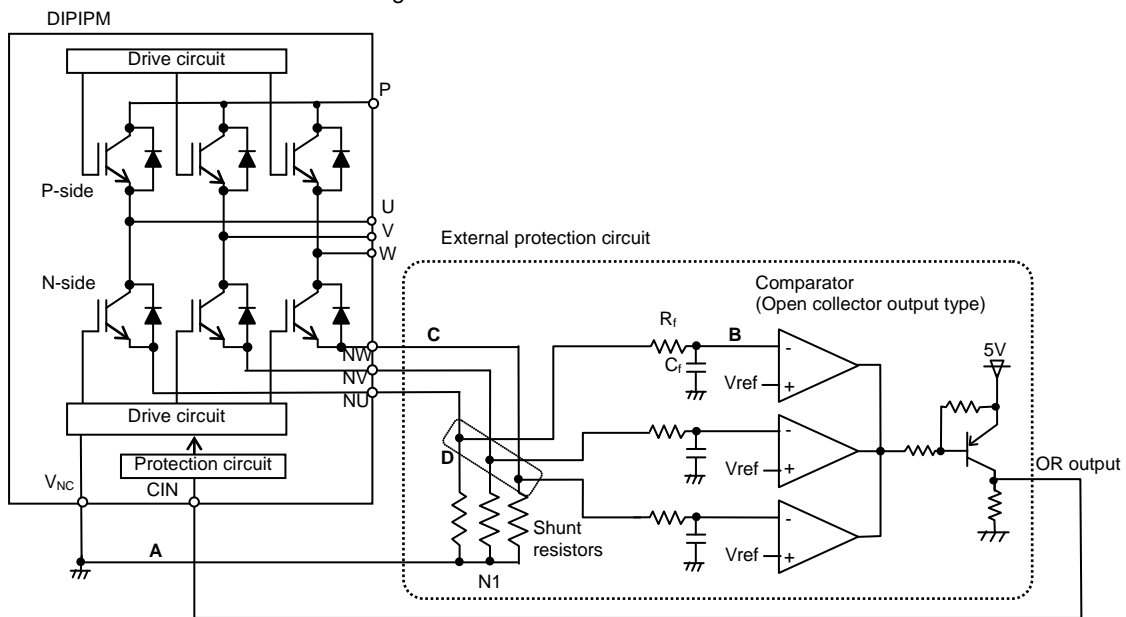 DIPIPM
Drive circuit
P
P-side
U
V
W
N-side
External protection circuit
Comparator
(Open collector output type)
Rf
B
C
Cf
-
Vref
+
5V
NW
NV
NU
Drive circuit
D
-
Vref
+
Protection circuit
OR output
VNC
CIN
-
Shunt
resistors
Vref
+
A
N1